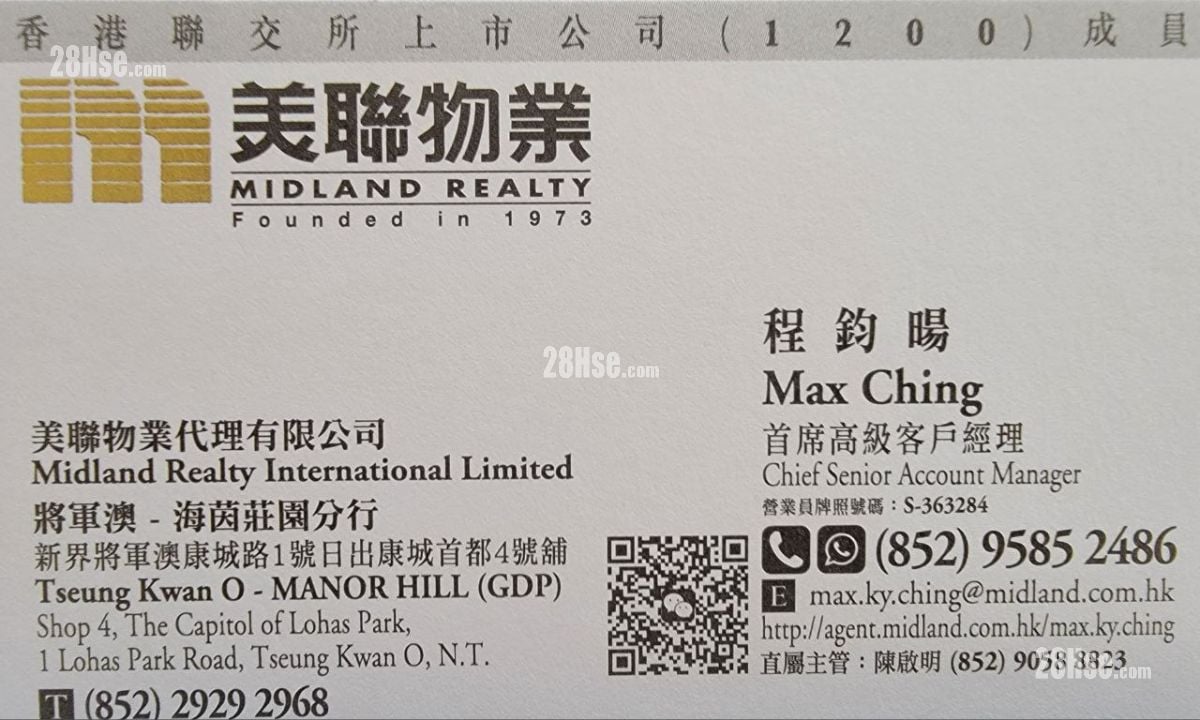 香港聯交所上市公司(1200)成員
28Hse.com
美聯物業
MIDLAND REALTY
Founded in 1973
28Hse.com
程鈞暘
Max Ching
首席高級客戶經理
Chief Senior Account Manager
營業員牌照號碼：S-363284
(852) 9585 2486
E max.ky.ching@midland.com.hk
http://agent.midland.com.hk/max.ky.ching
直屬主管：陳啟明 (852) 9058 8823
28Hse.com
美聯物業代理有限公司
Midland Realty International Limited
將軍澳 - 海茵莊園分行
新界將軍澳康城路1號日出康城首都4號舖
Tseung Kwan O - MANOR HILL (GDP)
Shop 4, The Capitol of Lohas Park,
1 Lohas Park Road, Tseung Kwan O, N.T.
T (852) 2929 2968